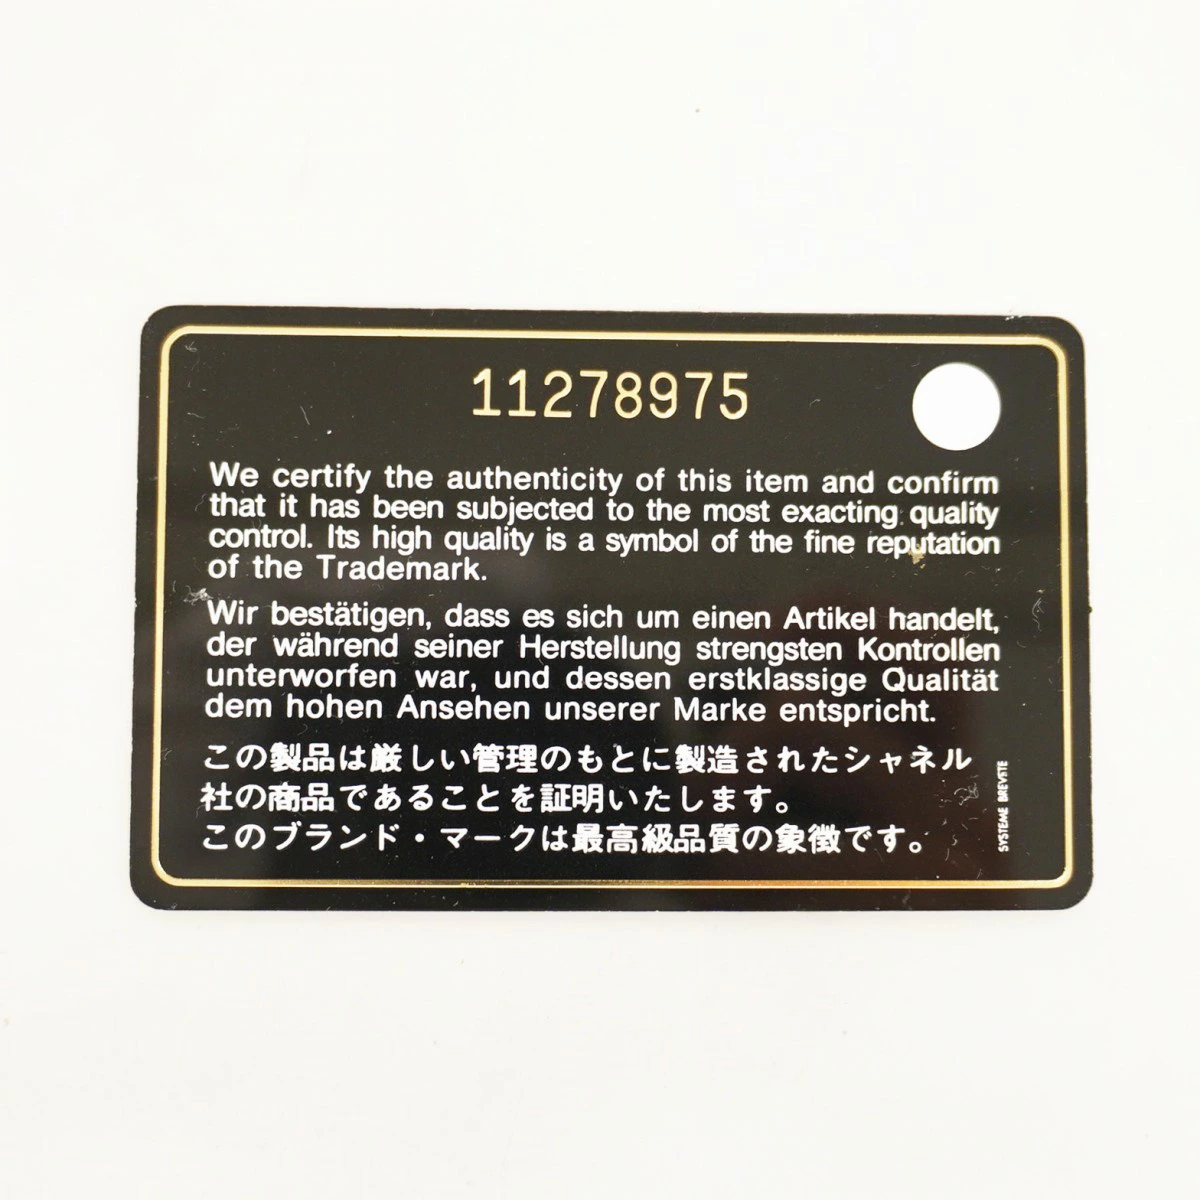 11278975
We certify the authenticity of this item and confirm
that it has been subjected to the most exacting quality
control. Its high quality is a symbol of the fine reputation
of the Trademark.
Wir bestätigen, dass es sich um einen Artikel handelt,
der während seiner Herstellung strengsten Kontrollen
unterworfen war, und dessen erstklassige Qualität
dem hohen Ansehen unserer Marke entspricht.
この製品は厳しい管理のもとに製造されたシャネル
社の商品であることを証明いたします。
このブランド・マークは最高級品質の象徴です。
SYSTEME BREVETE